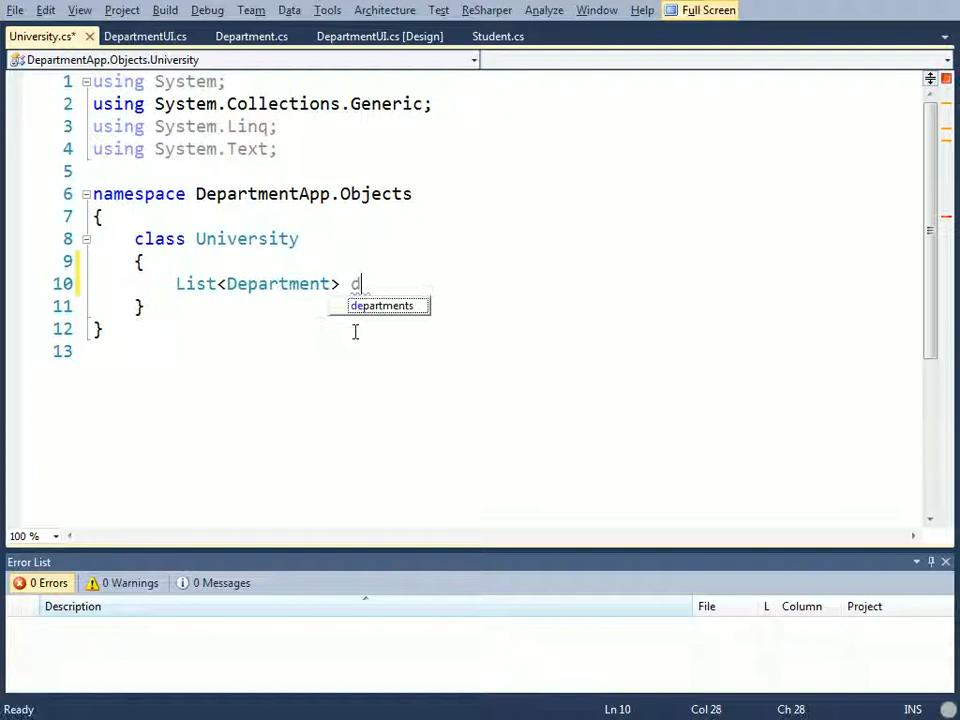 File Edit View Project Build Debug Team Data Tools Architecture Test ReSharper Analyze Window Help Full Screen
University.cs* DepartmentUI.cs Department.cs DepartmentUI.cs [Design] Student.cs
DepartmentApp.Objects.University
1 using System;
2 using System.Collections.Generic;
3 using System.Linq;
4 using System.Text;
5
6 namespace DepartmentApp.Objects
7 {
8 class University
9 {
10 List<Department> d
departments
11 }
12 }
13
100 %
Error List
0 Errors 0 Warnings 0 Messages
Description File L Column Project
Ready Ln 10 Col 28 Ch 28 INS